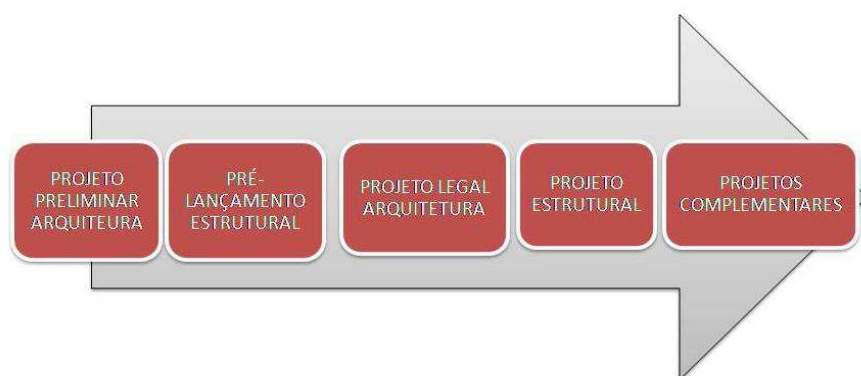 PROJETO
PRELIMINAR
ARQUITEURA
PRÉ-
LANÇAMENTO
ESTRUTURAL
PROJETO LEGAL
ARQUITETURA
PROJETO
ESTRUTURAL
PROJETOS
COMPLEMENTARES